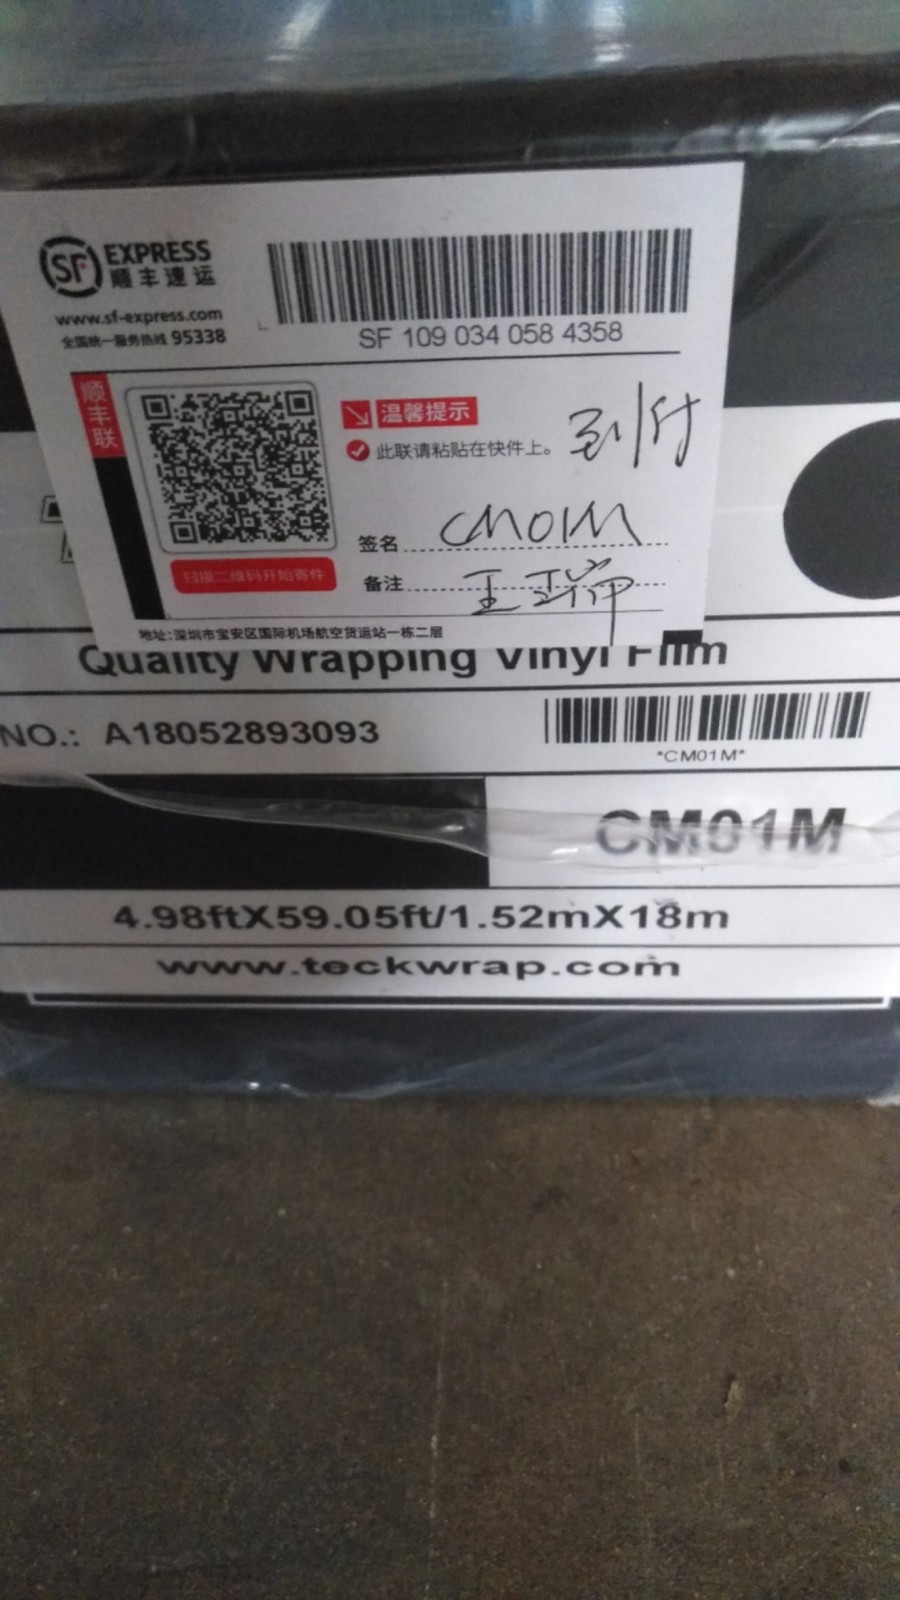 SF EXPRESS
顺丰速运
www.sf-express.com
全国统一服务热线 95338
SF 109 034 058 4358
顺丰联
温馨提示
此联请粘贴在快件上。
到付
签名 CM01M
备注 王瑞
扫描二维码开始寄件
地址:深圳市宝安区国际机场航空货运站一栋二层
Quality Wrapping Vinyl Film
NO.: A18052893093
*CM01M*
CM01M
4.98ftX59.05ft/1.52mX18m
www.teckwrap.com